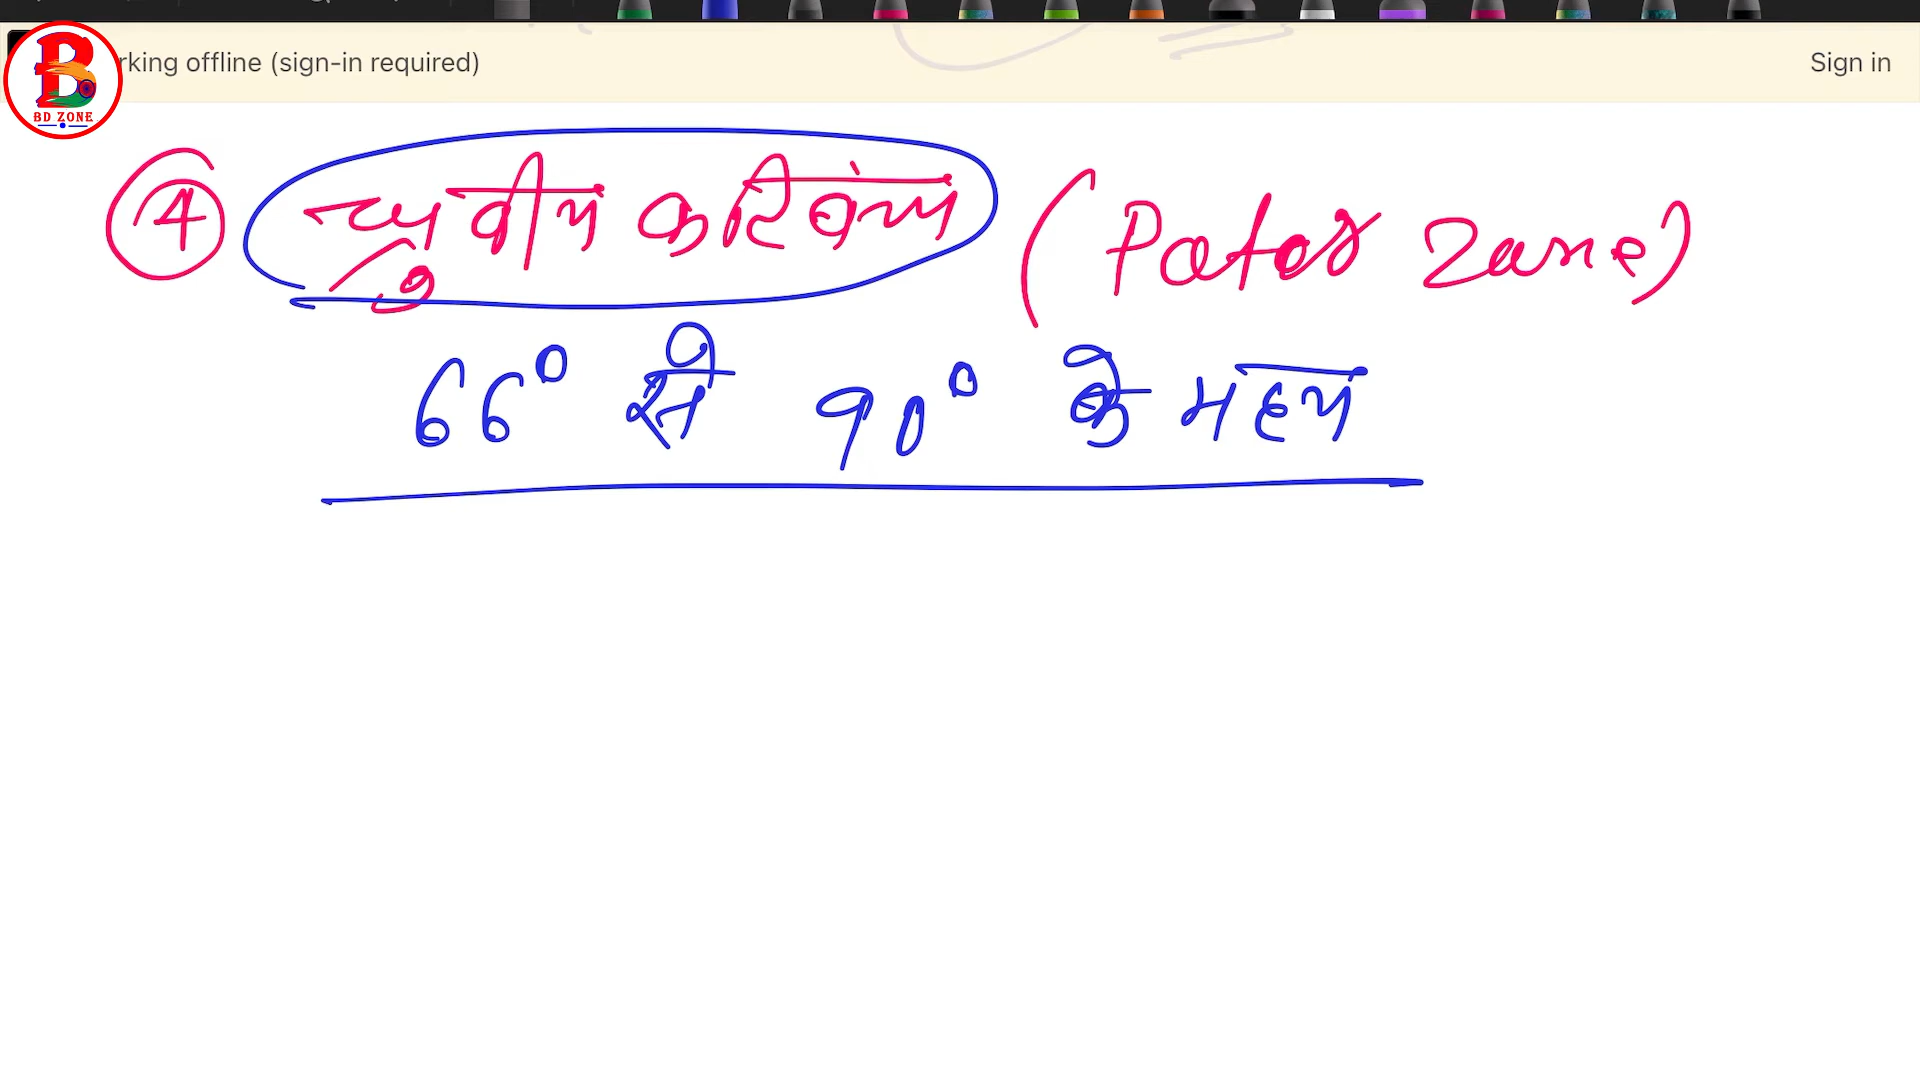 rking offline (sign-in required)
Sign in
BD ZONE
④ ध्रुवीय कटिबंध (Polar Zone)
66° से 90° के मध्य